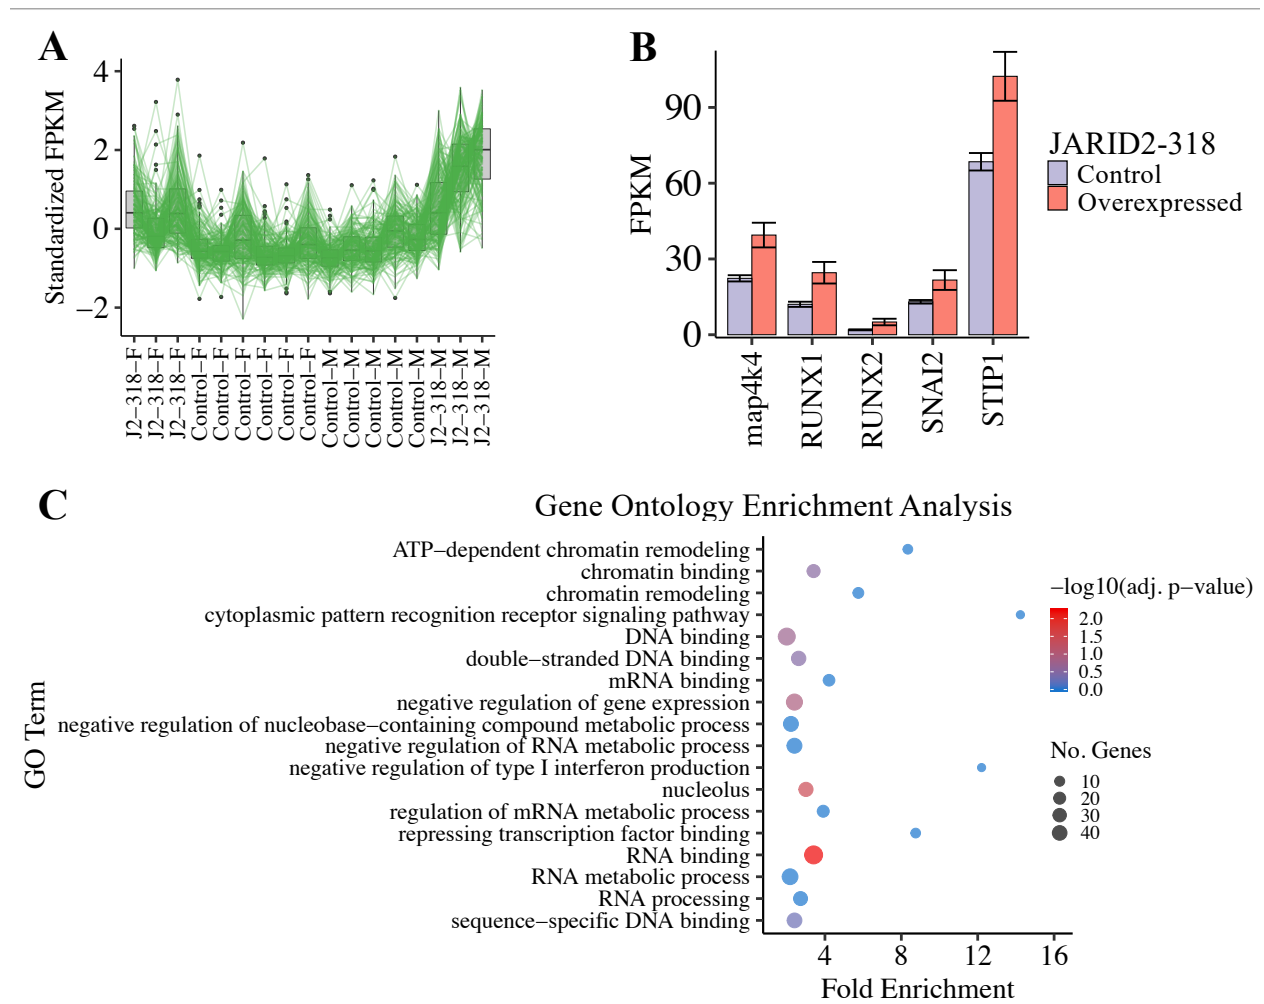 A
4
2
0
−2
Standardized FPKM
J2−318−F
J2−318−F
J2−318−F
Control−F
Control−F
Control−F
Control−F
Control−F
Control−F
Control−M
Control−M
Control−M
Control−M
Control−M
J2−318−M
J2−318−M
J2−318−M
B
90
60
30
0
FPKM
map4k4
RUNX1
RUNX2
SNAI2
STIP1
JARID2-318
Control
Overexpressed
C
Gene Ontology Enrichment Analysis
GO Term
ATP−dependent chromatin remodeling
chromatin binding
chromatin remodeling
cytoplasmic pattern recognition receptor signaling pathway
DNA binding
double−stranded DNA binding
mRNA binding
negative regulation of gene expression
negative regulation of nucleobase−containing compound metabolic process
negative regulation of RNA metabolic process
negative regulation of type I interferon production
nucleolus
regulation of mRNA metabolic process
repressing transcription factor binding
RNA binding
RNA metabolic process
RNA processing
sequence−specific DNA binding
4 8 12 16
Fold Enrichment
−log10(adj. p−value)
2.0
1.5
1.0
0.5
0.0
No. Genes
10
20
30
40